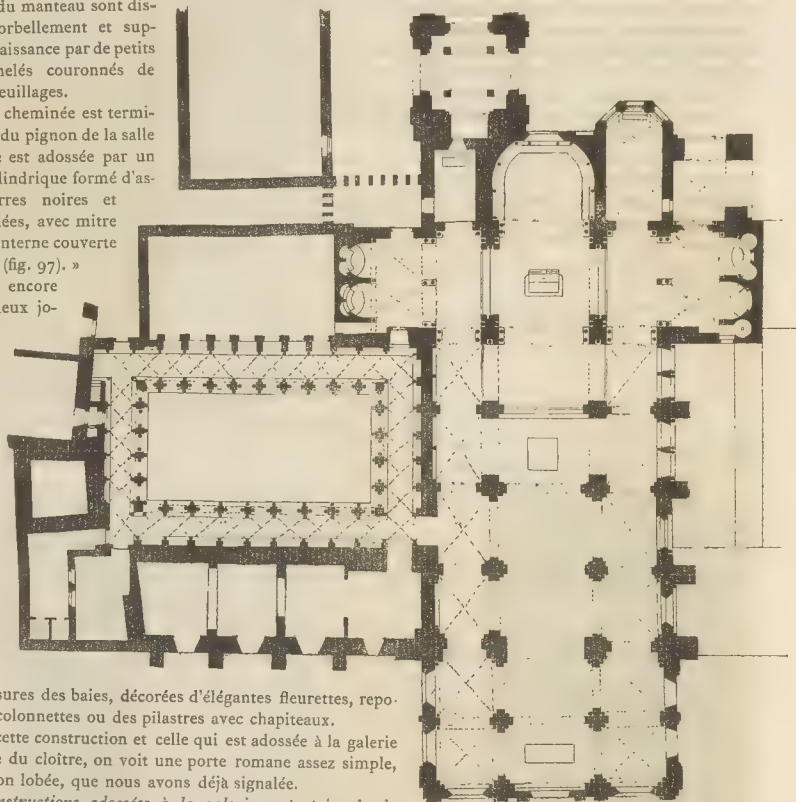 du manteau sont dis-
orbellement et sup-
aissance par de petits
nelés couronnés de
euillages.
cheminée est termi-
du pignon de la salle
e est adossée par un
lindrique formé d'as-
rres noires et
ées, avec mitre
nterne couverte
(fig. 97). »
encore
eux jo-
sures des baies, décorées d'élégantes fleurettes, repo-
colonnettes ou des pilastres avec chapiteaux.
cette construction et celle qui est adossée à la galerie
e du cloître, on voit une porte romane assez simple,
on lobée, que nous avons déjà signalée.